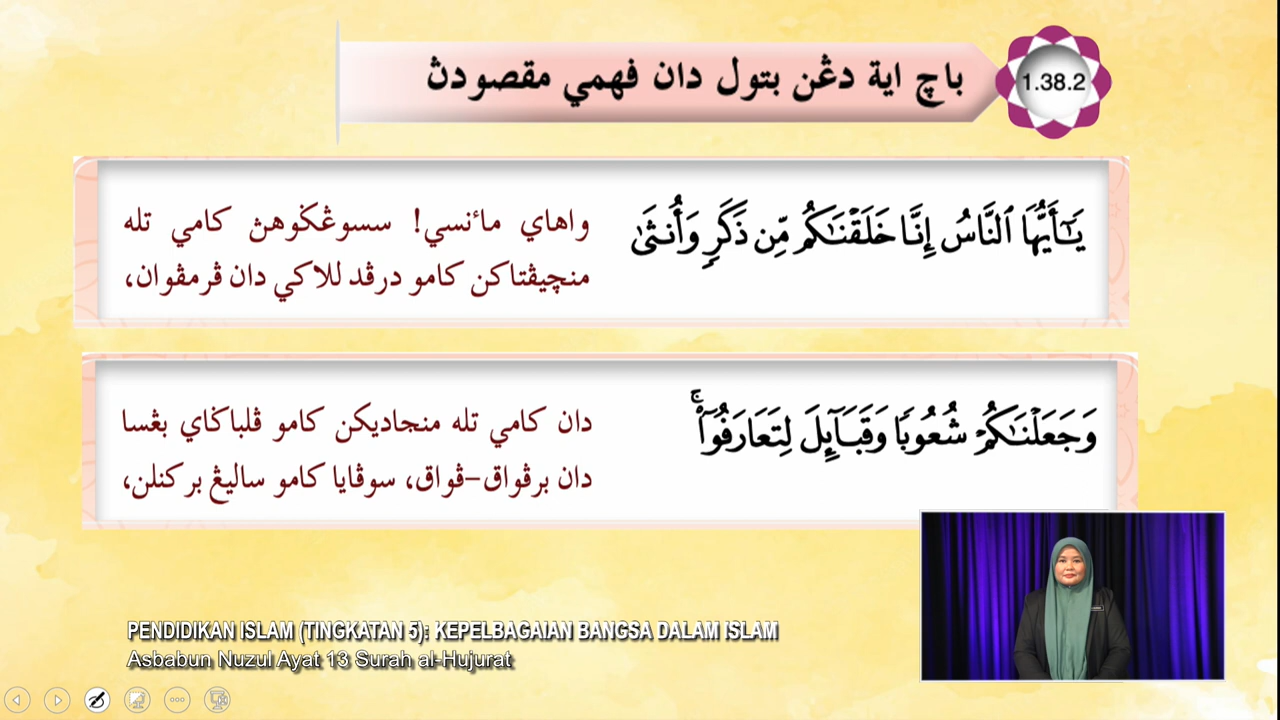 1.38.2
باچ اية دڠن بتول دان فهمي مقصودڽ
يَـٰٓأَيُّهَا ٱلنَّاسُ إِنَّا خَلَقْنَـٰكُم مِّن ذَكَرٍ وَأُنثَىٰ
واهاي ماٴنسي! سسوڠݢوهڽ كامي تله
منچيڤتاكن كامو درڤد للاكي دان ڤرمڤوان،
وَجَعَلْنَـٰكُمْ شُعُوبًا وَقَبَآئِلَ لِتَعَارَفُوٓا۟ ۚ
دان كامي تله منجاديكن كامو ڤلباݢاي بڠسا
دان برڤواق-ڤواق، سوڤايا كامو ساليڠ بركنلن،
PENDIDIKAN ISLAM (TINGKATAN 5): KEPELBAGAIAN BANGSA DALAM ISLAM
Asbabun Nuzul Ayat 13 Surah al-Hujurat